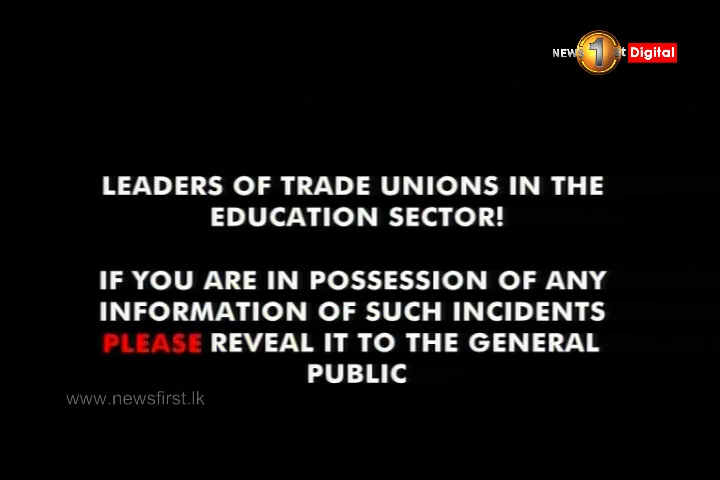 NEWS 1st Digital
LEADERS OF TRADE UNIONS IN THE
EDUCATION SECTOR!
IF YOU ARE IN POSSESSION OF ANY
INFORMATION OF SUCH INCIDENTS
PLEASE REVEAL IT TO THE GENERAL
PUBLIC
www.newsfirst.lk